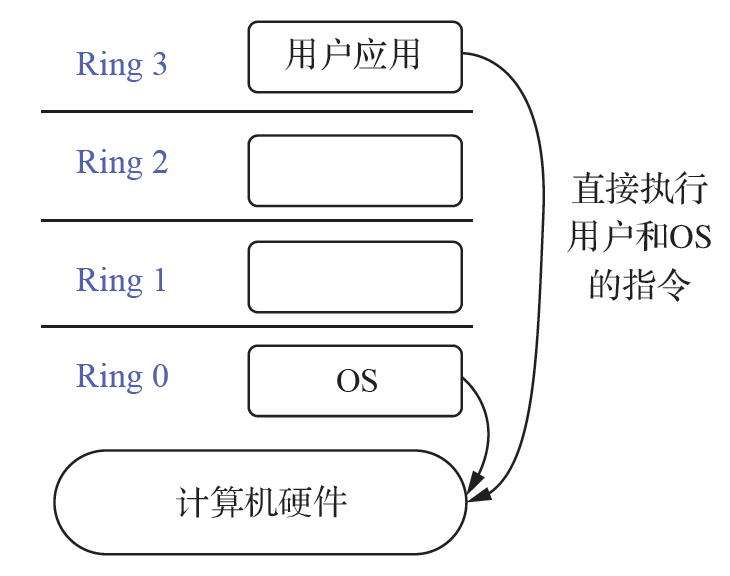 Ring 3
用户应用
Ring 2
Ring 1
Ring 0
OS
计算机硬件
直接执行
用户和OS
的指令